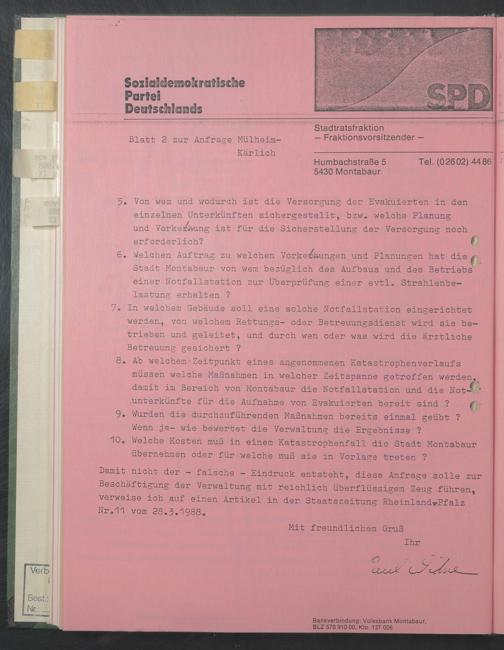 Sozialdemokratische
Partei
Deutschlands
SPD
Stadtratsfraktion
— Fraktionsvorsitzender —
Humbachstraße 5 Tel. (02602) 4486
5430 Montabaur
Blatt 2 zur Anfrage Mülheim-
Kärlich
5. Von wem und wodurch ist die Versorgung der Evakuierten in den
einzelnen Unterkünften sichergestellt, bzw. welche Planung
und Vorkehrung ist für die Sicherstellung der Versorgung noch
erforderlich?
6. Welchen Auftrag zu welchen Vorkehrungen und Planungen hat die
Stadt Montabaur von wem bezüglich des Aufbaus und des Betriebs
einer Notfallstation zur Überprüfung einer evtl. Strahlenbe-
lastung erhalten ?
7. In welchem Gebäude soll eine solche Notfallstation eingerichtet
werden, von welchem Rettungs- oder Betreuungsdienst wird sie be-
trieben und geleitet, und durch wen oder was wird die ärztliche
Betreuung gesichert ?
8. Ab welchem Zeitpunkt eines angenommenen Katastrophenverlaufs
müssen welche Maßnahmen in welcher Zeitspanne getroffen werden,
damit im Bereich von Montabaur die Notfallstation und die Not-
unterkünfte für die Aufnahme von Evakuierten bereit sind ?
9. Wurden die durchzuführenden Maßnahmen bereits einmal geübt ?
Wenn ja- wie bewertet die Verwaltung die Ergebnisse ?
10. Welche Kosten muß in einem Katastrophenfall die Stadt Montabaur
übernehmen oder für welche muß sie in Vorlage treten ?
Damit nicht der - falsche - Eindruck entsteht, diese Anfrage solle zur
Beschäftigung der Verwaltung mit reichlich überflüssigem Zeug führen,
verweise ich auf einen Artikel in der Staatszeitung Rheinland-Pfalz
Nr.11 vom 28.3.1988.
Mit freundlichem Gruß
Ihr
Bankverbindung: Volksbank Montabaur,
BLZ 570 910 00, Kto. 137 006
Verb
Best.:
Nr.: